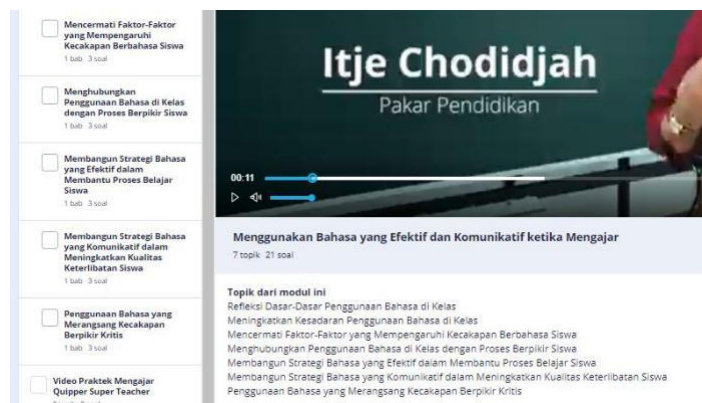 Mencermati Faktor-Faktor
yang Mempengaruhi
Kecakapan Berbahasa Siswa
1 bab 3 soal
Menghubungkan
Penggunaan Bahasa di Kelas
dengan Proses Berpikir Siswa
1 bab 3 soal
Membangun Strategi Bahasa
yang Efektif dalam
Membantu Proses Belajar
Siswa
1 bab 3 soal
Membangun Strategi Bahasa
yang Komunikatif dalam
Meningkatkan Kualitas
Keterlibatan Siswa
1 bab 3 soal
Penggunaan Bahasa yang
Merangsang Kecakapan
Berpikir Kritis
1 bab 3 soal
Video Praktek Mengajar
Quipper Super Teacher
Itje Chodidjah
Pakar Pendidikan
00:11
Menggunakan Bahasa yang Efektif dan Komunikatif ketika Mengajar
7 topik 21 soal
Topik dari modul ini
Refleksi Dasar-Dasar Penggunaan Bahasa di Kelas
Meningkatkan Kesadaran Penggunaan Bahasa di Kelas
Mencermati Faktor-Faktor yang Mempengaruhi Kecakapan Berbahasa Siswa
Menghubungkan Penggunaan Bahasa di Kelas dengan Proses Berpikir Siswa
Membangun Strategi Bahasa yang Efektif dalam Membantu Proses Belajar Siswa
Membangun Strategi Bahasa yang Komunikatif dalam Meningkatkan Kualitas Keterlibatan Siswa
Penggunaan Bahasa yang Merangsang Kecakapan Berpikir Kritis